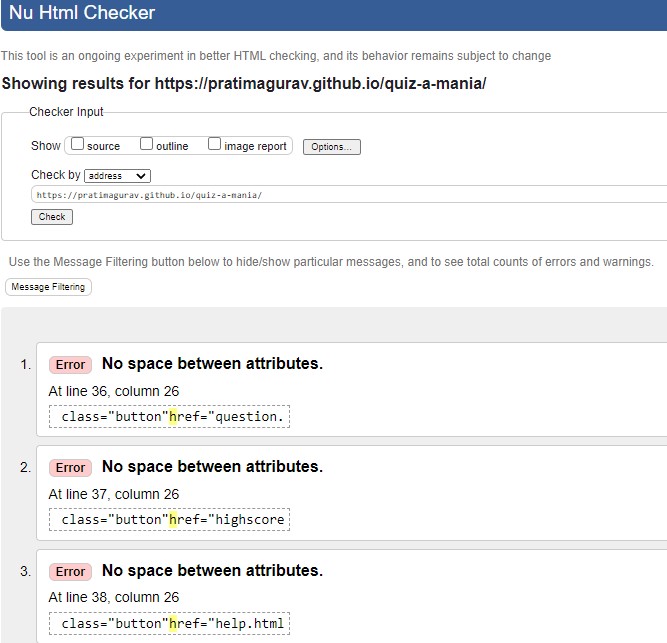 Nu Html Checker
This tool is an ongoing experiment in better HTML checking, and its behavior remains subject to change
Showing results for https://pratimagurav.github.io/quiz-a-mania/
Checker Input
Show source outline image report Options...
Check by address
https://pratimagurav.github.io/quiz-a-mania/
Check
Use the Message Filtering button below to hide/show particular messages, and to see total counts of errors and warnings.
Message Filtering
1. Error No space between attributes.
At line 36, column 26
class="button"href="question.
2. Error No space between attributes.
At line 37, column 26
class="button"href="highscore
3. Error No space between attributes.
At line 38, column 26
class="button"href="help.html